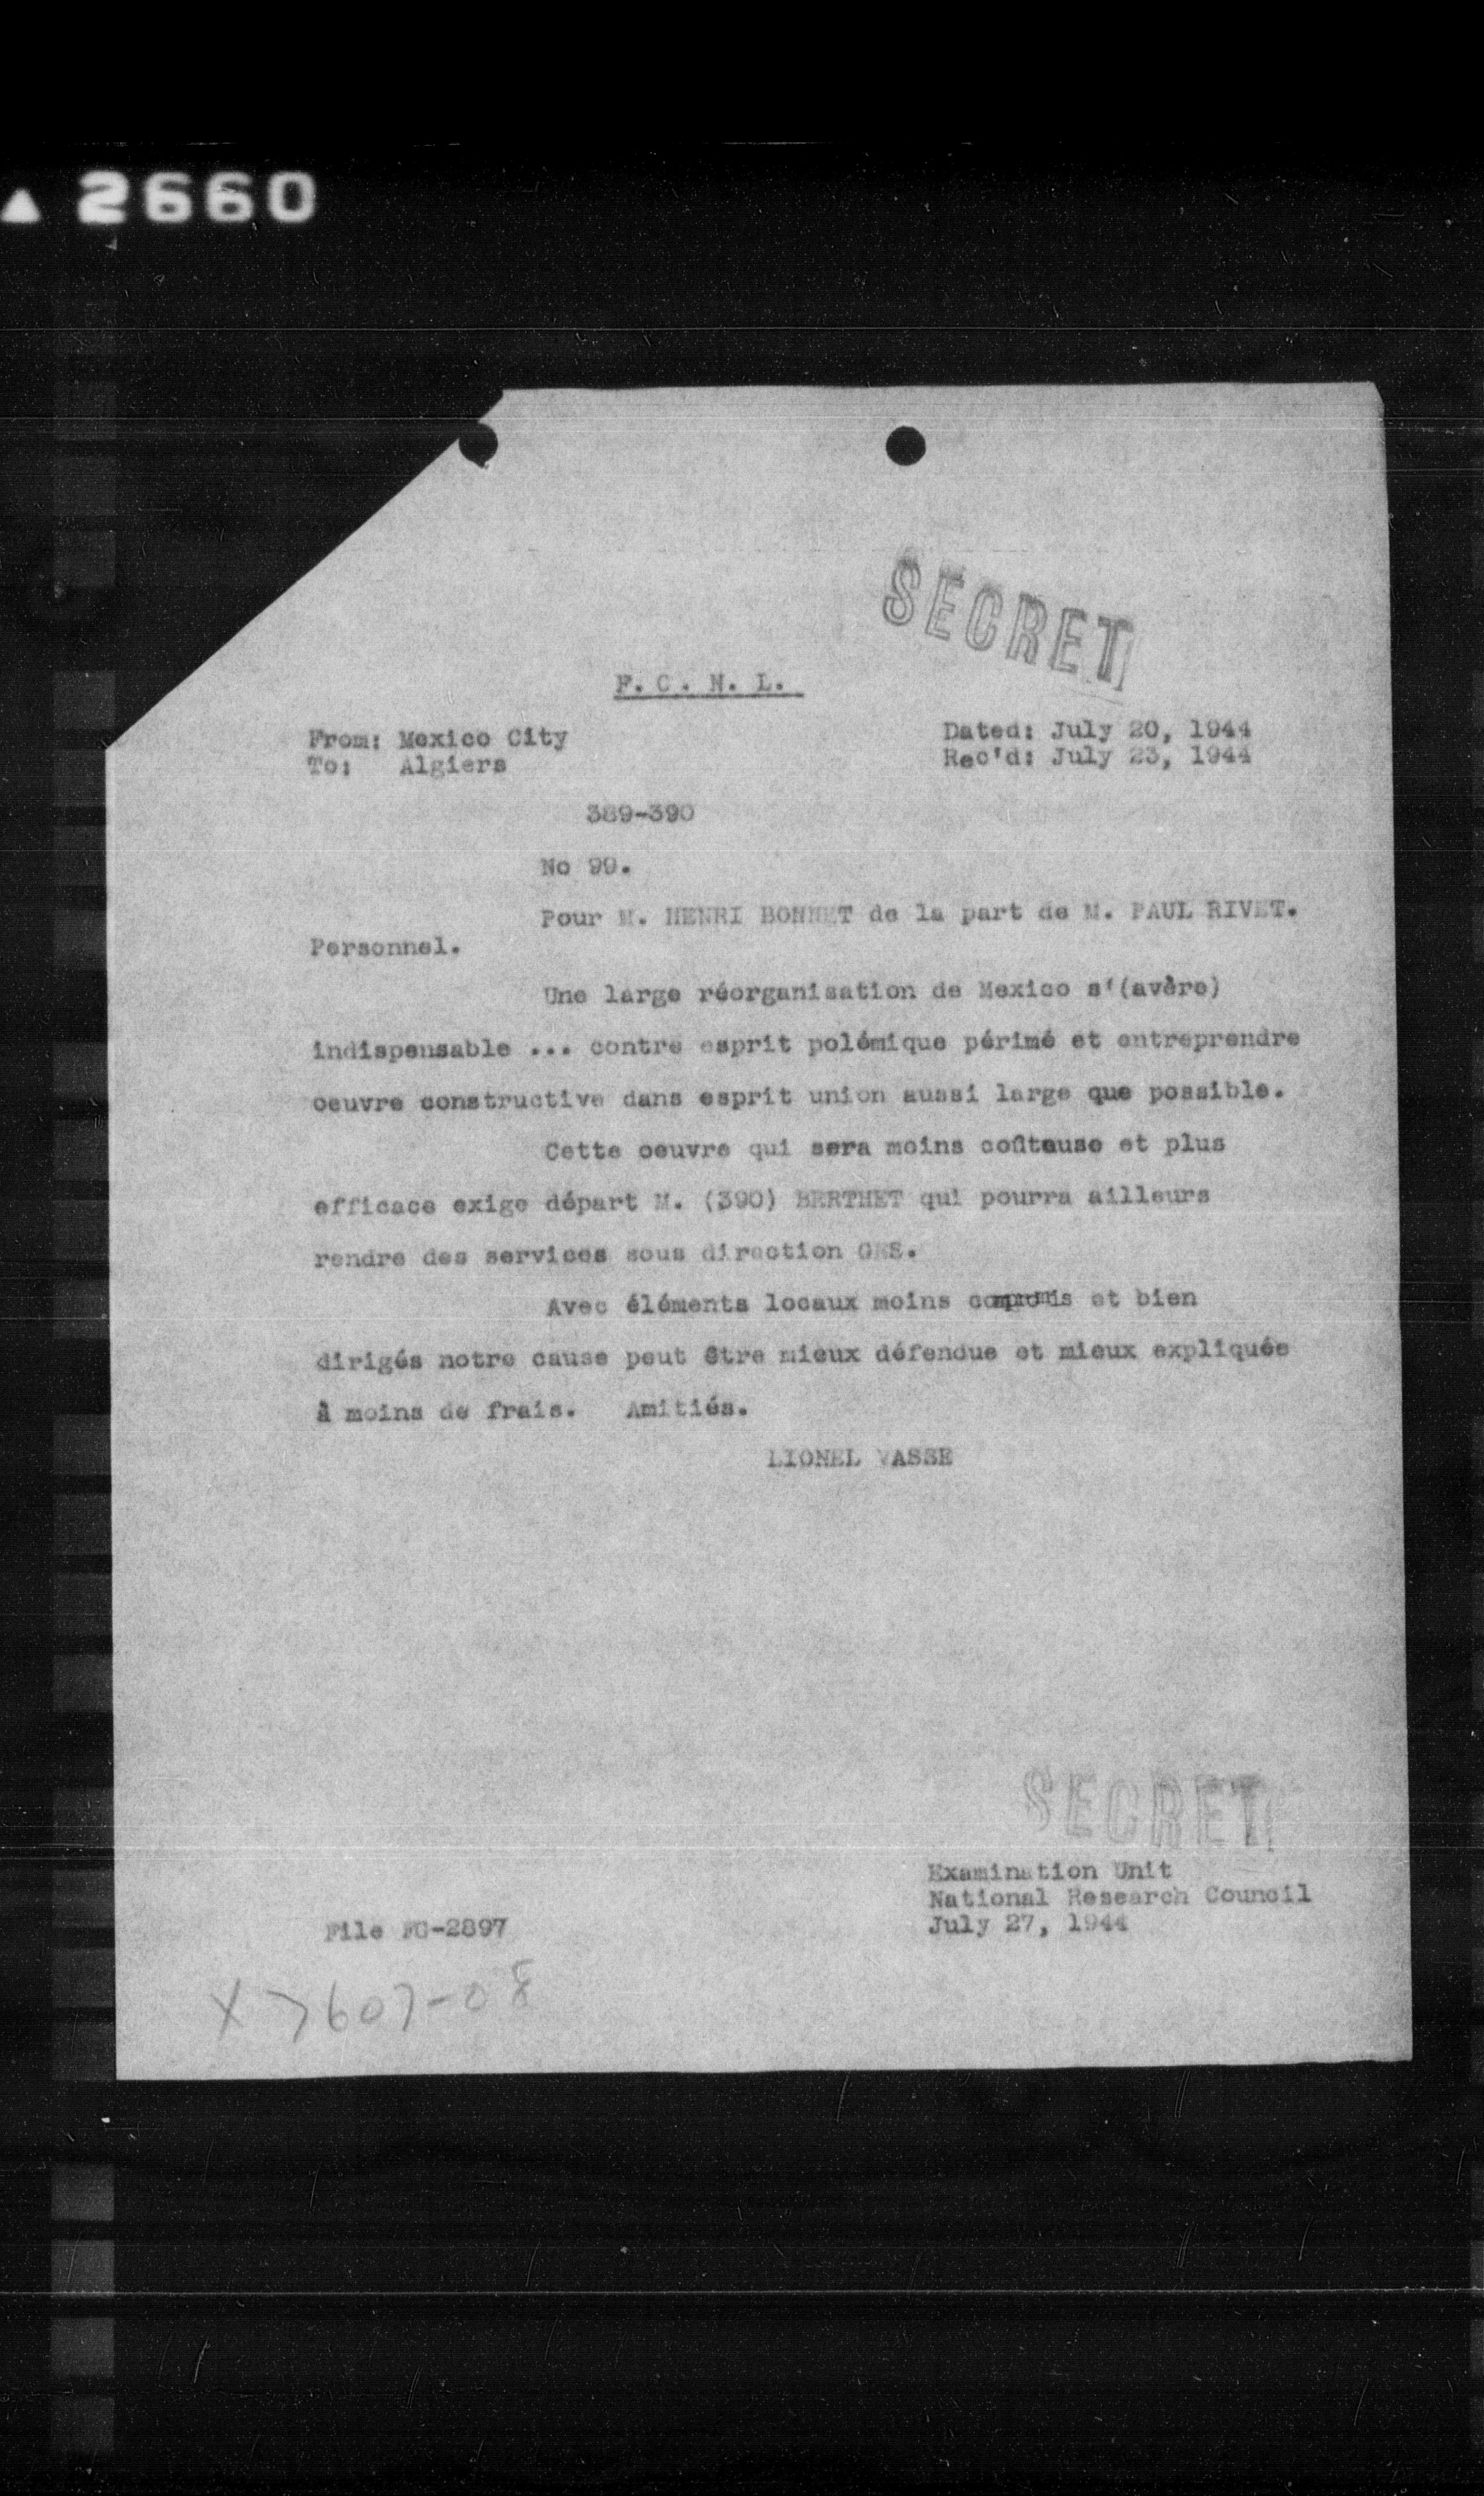 ▲ 2660
SECRET
F. C. N. L.
From: Mexico City
To: Algiers
Dated: July 20, 1944
Rec'd: July 23, 1944
389-390
No 99.
Pour M. HENRI BONNET de la part de M. PAUL RIVET.
Personnel.
Une large réorganisation de Mexico s'(avère)
indispensable ... contre esprit polémique périmé et entreprendre
oeuvre constructive dans esprit union aussi large que possible.
Cette oeuvre qui sera moins coûteuse et plus
efficace exige départ M. (390) BERTHET qui pourra ailleurs
rendre des services sous direction
Avec éléments locaux moins compromis et bien
dirigés notre cause peut être mieux défendue et mieux expliquée
à moins de frais. Amitiés.
LIONEL VASSE
SECRET
Examination Unit
National Research Council
July 27, 1944
File FC-2897
X 7607-08